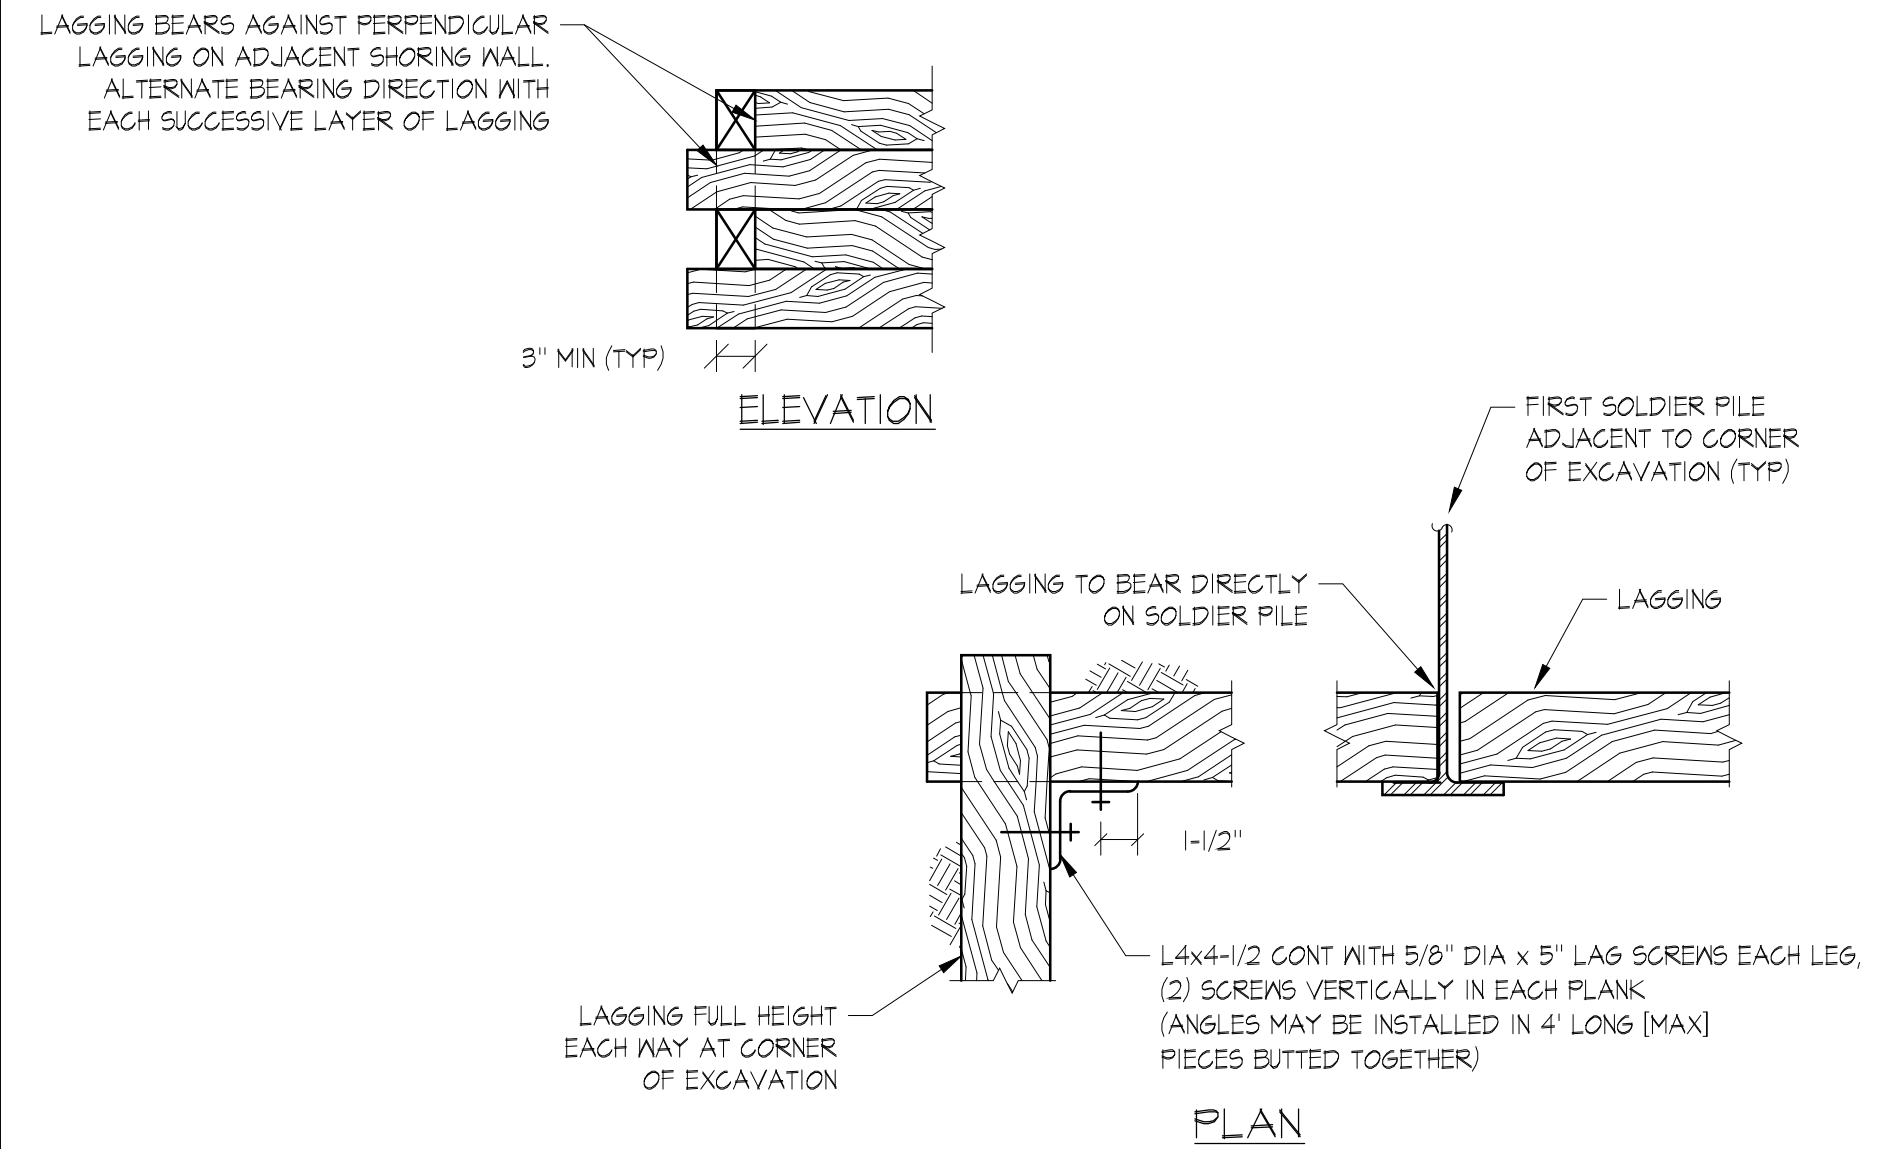 LAGGING BEARS AGAINST PERPENDICULAR
LAGGING ON ADJACENT SHORING WALL.
ALTERNATE BEARING DIRECTION WITH
EACH SUCCESSIVE LAYER OF LAGGING
3" MIN (TYP)
ELEVATION
FIRST SOLDIER PILE
ADJACENT TO CORNER
OF EXCAVATION (TYP)
LAGGING TO BEAR DIRECTLY
ON SOLDIER PILE
LAGGING
1-1/2"
L4x4-1/2 CONT WITH 5/8" DIA x 5" LAG SCREWS EACH LEG,
(2) SCREWS VERTICALLY IN EACH PLANK
(ANGLES MAY BE INSTALLED IN 4' LONG [MAX]
PIECES BUTTED TOGETHER)
LAGGING FULL HEIGHT
EACH WAY AT CORNER
OF EXCAVATION
PLAN